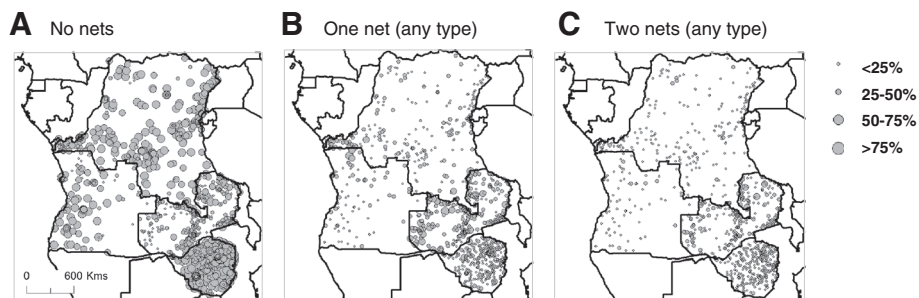 A No nets
B One net (any type)
C Two nets (any type)
<25%
25-50%
50-75%
>75%
0 600 Kms